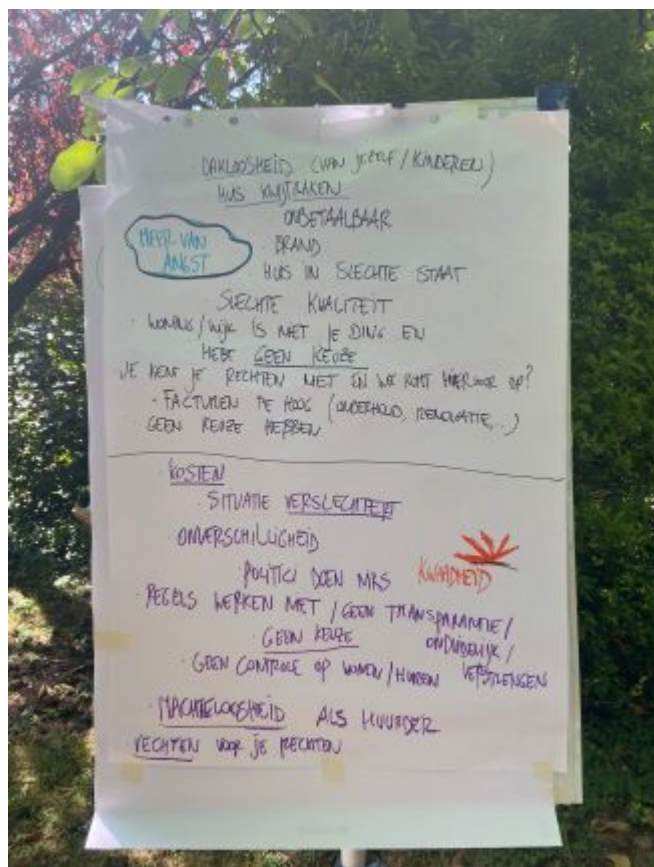 DAKLOOSHEID (VAN JEZELF / KINDEREN)
HUIS KWIJTRAKEN
ONBETAALBAAR
MEER VAN
ANGST
· BRAND
· HUIS IN SLECHTE STAAT
SLECHTE KWALITEIT
· WONING / WIJK IS NIET JE DING EN
HEBT GEEN KEUZE
JE KENT JE RECHTEN NIET EN WIE KOMT HIERVOOR OP?
· FACTUREN TE HOOG (ONDERHOUD, RENOVATIE, ...)
· GEEN KEUZE HEBBEN
· KOSTEN
· SITUATIE VERSLECHTERT
ONVERSCHILLIGHEID
· POLITICI DOEN NIKS
KWAADHEID
· REGELS WERKEN NIET / GEEN TRANSPARANTIE /
ONDUIDELIJK /
· GEEN KEUZE
VERSTRENGEN
· GEEN CONTROLE OP WONEN / HUREN
· MACHTELOOSHEID ALS HUURDER
VECHTEN VOOR JE RECHTEN